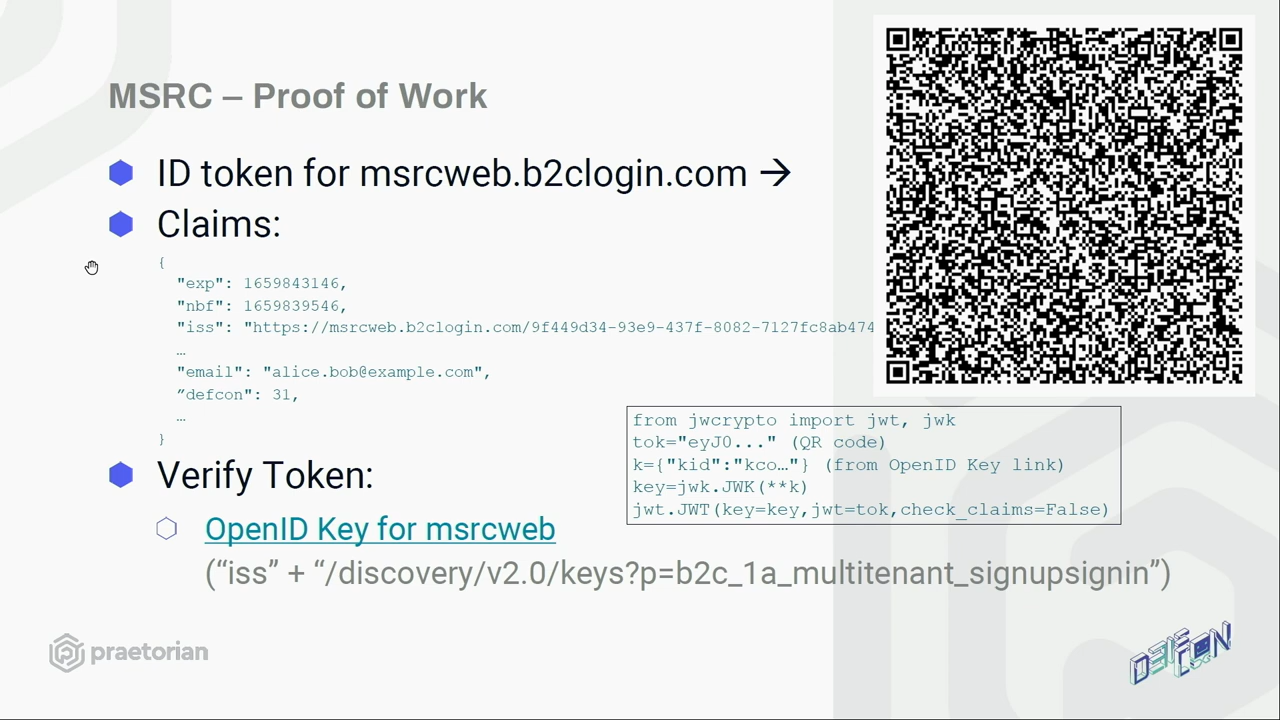 MSRC – Proof of Work
ID token for msrcweb.b2clogin.com →
Claims:
{
"exp": 1659843146,
"nbf": 1659839546,
"iss": "https://msrcweb.b2clogin.com/9f449d34-93e9-437f-8082-7127fc8ab474
…
"email": "alice.bob@example.com",
”defcon": 31,
…
}
from jwcrypto import jwt, jwk
tok="eyJ0..." (QR code)
k={"kid":"kco…"} (from OpenID Key link)
key=jwk.JWK(**k)
jwt.JWT(key=key,jwt=tok,check_claims=False)
Verify Token:
OpenID Key for msrcweb
(“iss” + “/discovery/v2.0/keys?p=b2c_1a_multitenant_signupsignin”)
praetorian
DEF CON